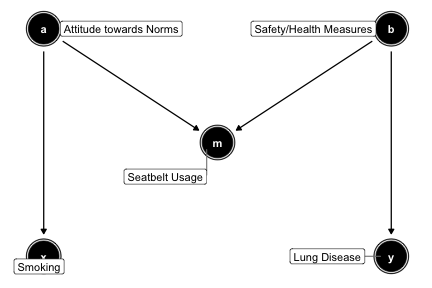 a
Attitude towards Norms
Safety/Health Measures
b
m
Seatbelt Usage
x
Smoking
Lung Disease
y